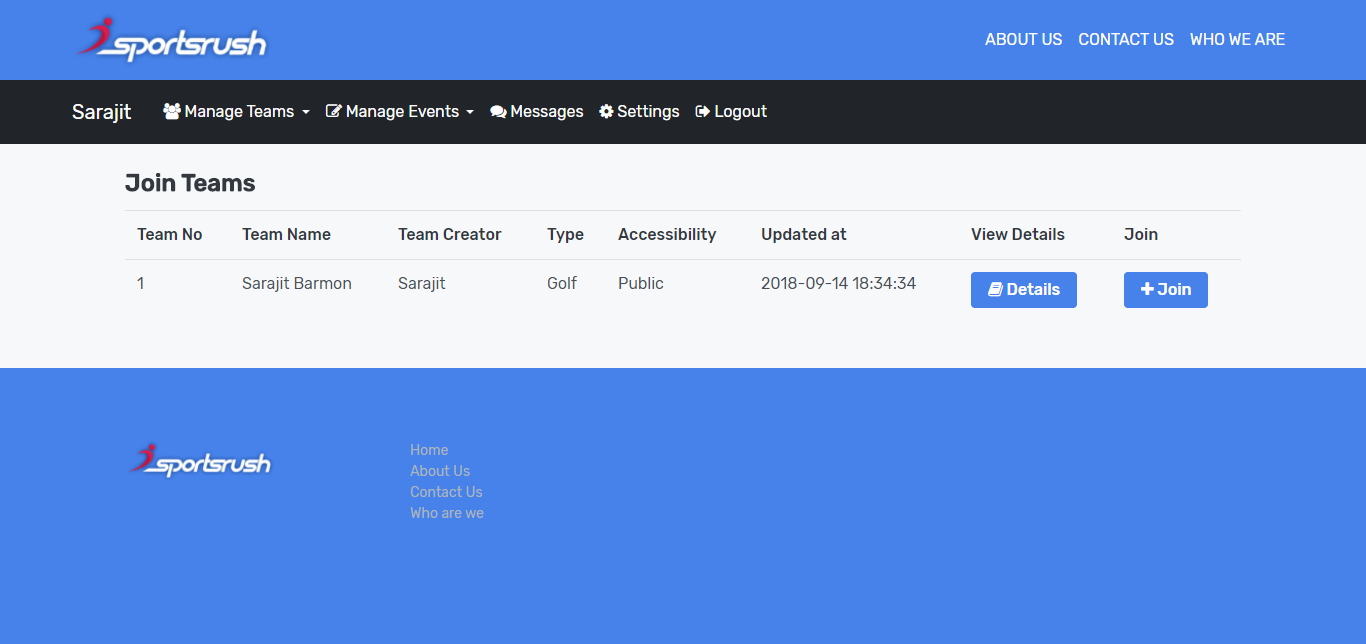 sportsrush
ABOUT US CONTACT US WHO WE ARE
Sarajit Manage Teams Manage Events Messages Settings Logout
Join Teams
Team No Team Name Team Creator Type Accessibility Updated at View Details Join
1 Sarajit Barmon Sarajit Golf Public 2018-09-14 18:34:34 Details Join
sportsrush
Home
About Us
Contact Us
Who are we